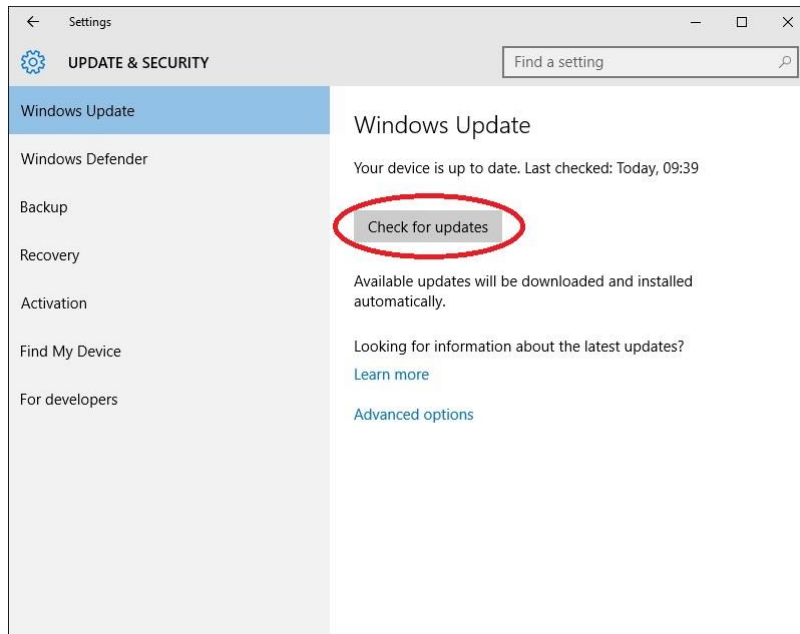 Settings
UPDATE & SECURITY
Find a setting
Windows Update
Windows Defender
Backup
Recovery
Activation
Find My Device
For developers
Windows Update
Your device is up to date. Last checked: Today, 09:39
Check for updates
Available updates will be downloaded and installed
automatically.
Looking for information about the latest updates?
Learn more
Advanced options